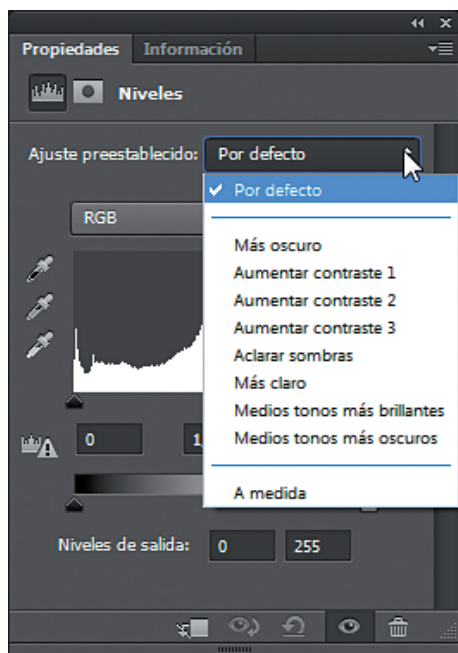 Propiedades Información
Niveles
Ajuste preestablecido: Por defecto
Por defecto
RGB
Más oscuro
Aumentar contraste 1
Aumentar contraste 2
Aumentar contraste 3
Aclarar sombras
Más claro
Medios tonos más brillantes
Medios tonos más oscuros
0
A medida
Niveles de salida: 0 255